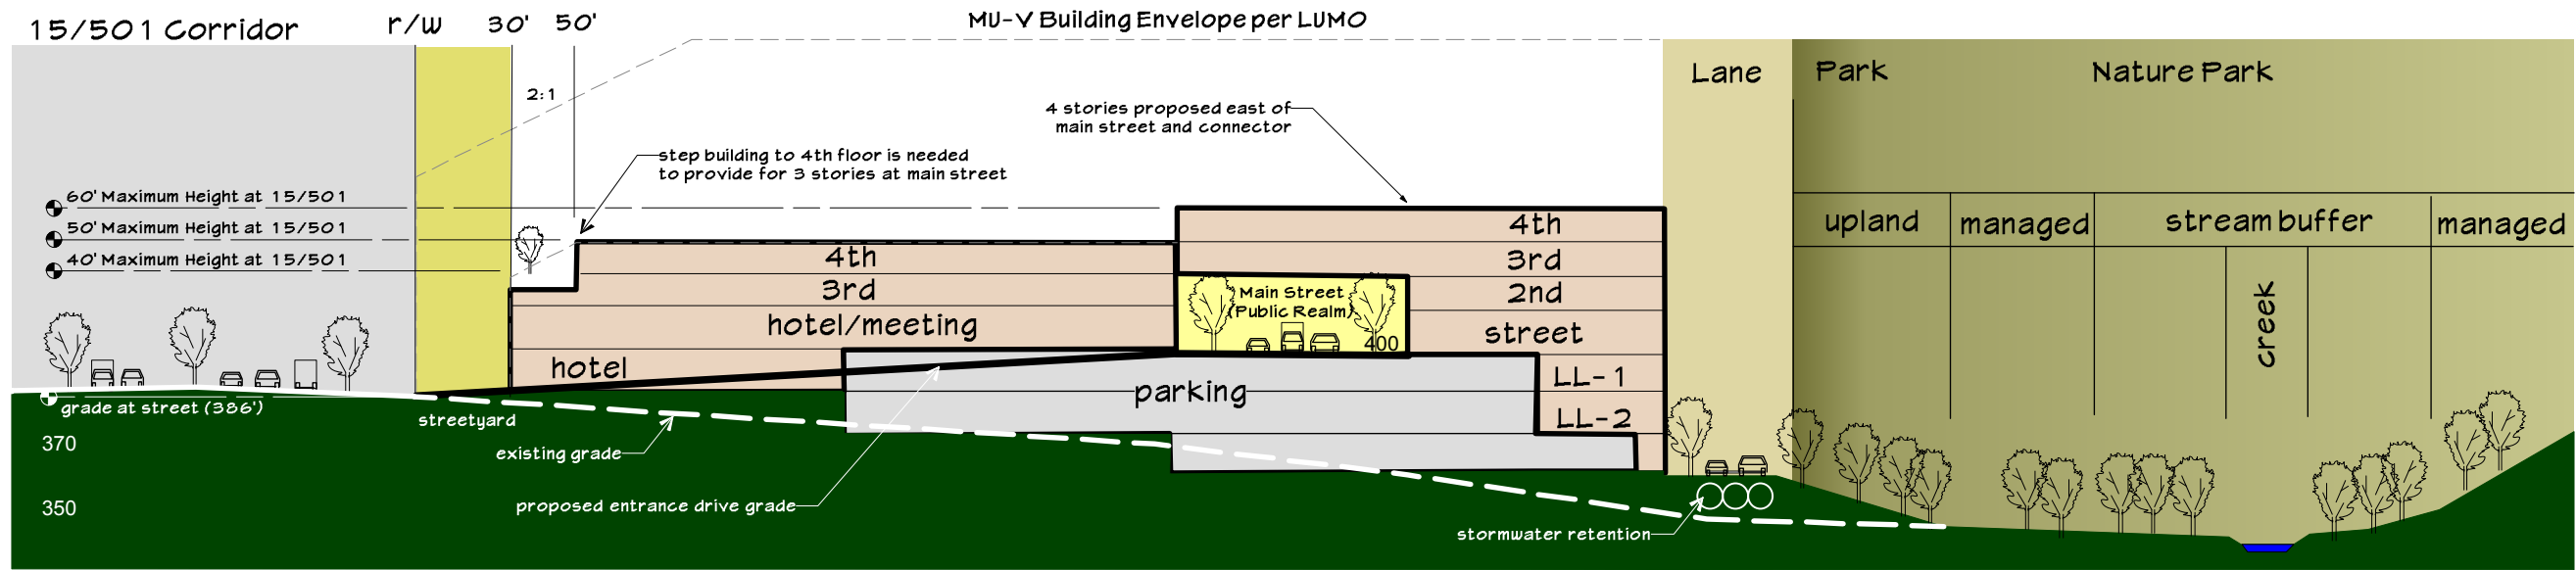 15/501 Corridor
r/w
30'
50'
MU-V Building Envelope per LUMO
2:1
Lane
Park
Nature Park
4 stories proposed east of
main street and connector
step building to 4th floor is needed
to provide for 3 stories at main street
60' Maximum Height at 15/501
50' Maximum Height at 15/501
40' Maximum Height at 15/501
upland
managed
stream buffer
managed
creek
4th
3rd
2nd
street
LL-1
LL-2
4th
3rd
hotel/meeting
hotel
Main Street
(Public Realm)
400
parking
grade at street (386')
streetyard
370
existing grade
350
proposed entrance drive grade
stormwater retention